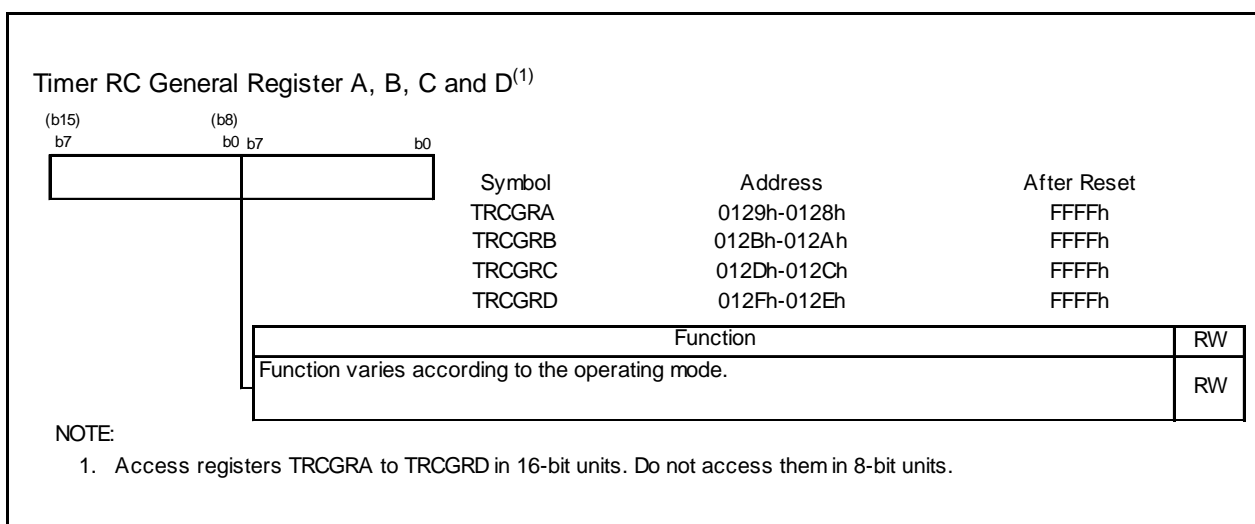 Timer RC General Register A, B, C and D(1)
(b15) (b8)
b7 b0 b7 b0
Symbol Address After Reset
TRCGRA 0129h-0128h FFFFh
TRCGRB 012Bh-012Ah FFFFh
TRCGRC 012Dh-012Ch FFFFh
TRCGRD 012Fh-012Eh FFFFh
Function RW
Function varies according to the operating mode. RW
NOTE:
1. Access registers TRCGRA to TRCGRD in 16-bit units. Do not access them in 8-bit units.